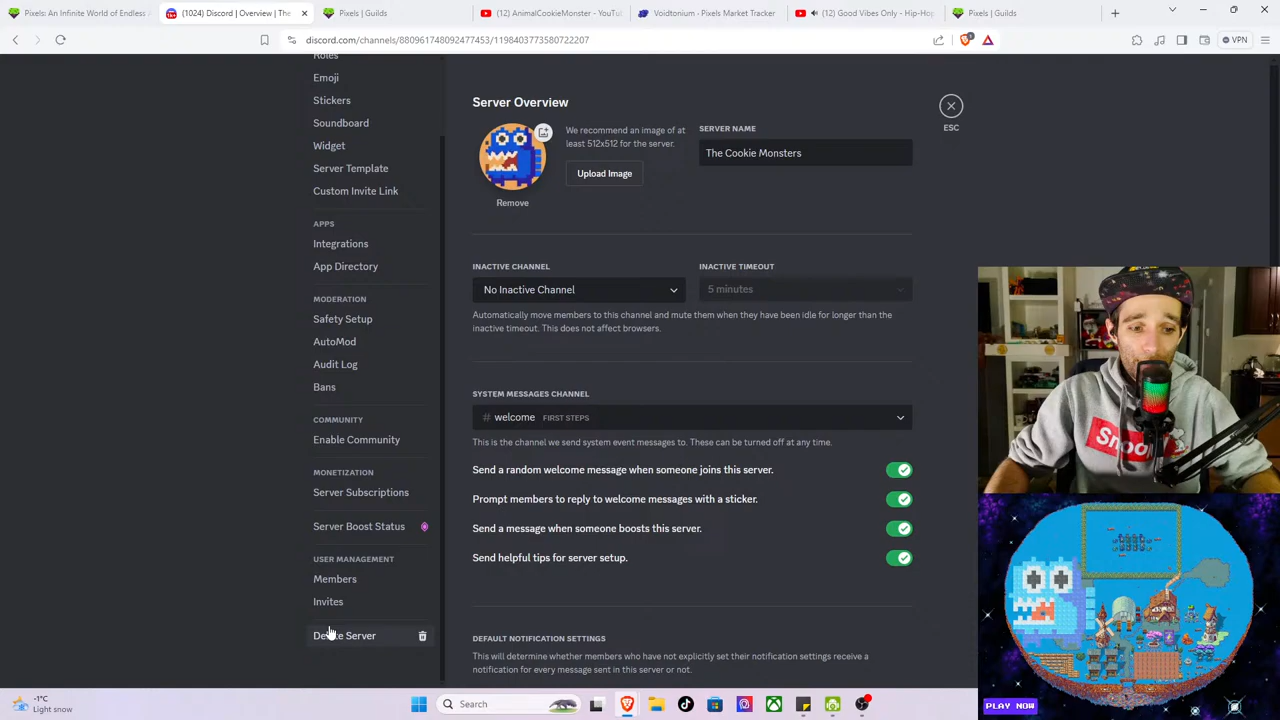 Pixels: An Infinite World of Endless
(1024) Discord | Overview | The
Pixels | Guilds
(12) AnimalCookieMonster - YouT
Voidtonium - Pixels Market Tracker
(12) Good Vibes Only - Hip-Hop
Pixels | Guilds
discord.com/channels/880961748092477453/1198403773580722207
VPN
Roles
Emoji
Stickers
Soundboard
Widget
Server Template
Custom Invite Link
APPS
Integrations
App Directory
MODERATION
Safety Setup
AutoMod
Audit Log
Bans
COMMUNITY
Enable Community
MONETIZATION
Server Subscriptions
Server Boost Status
USER MANAGEMENT
Members
Invites
Delete Server
Server Overview
We recommend an image of at
least 512x512 for the server.
Upload Image
Remove
SERVER NAME
The Cookie Monsters
ESC
INACTIVE CHANNEL
No Inactive Channel
INACTIVE TIMEOUT
5 minutes
Automatically move members to this channel and mute them when they have been idle for longer than the
inactive timeout. This does not affect browsers.
SYSTEM MESSAGES CHANNEL
# welcome FIRST STEPS
This is the channel we send system event messages to. These can be turned off at any time.
Send a random welcome message when someone joins this server.
Prompt members to reply to welcome messages with a sticker.
Send a message when someone boosts this server.
Send helpful tips for server setup.
DEFAULT NOTIFICATION SETTINGS
This will determine whether members who have not explicitly set their notification settings receive a
notification for every message sent in this server or not.
PLAY NOW
-1°C
Light snow
Search